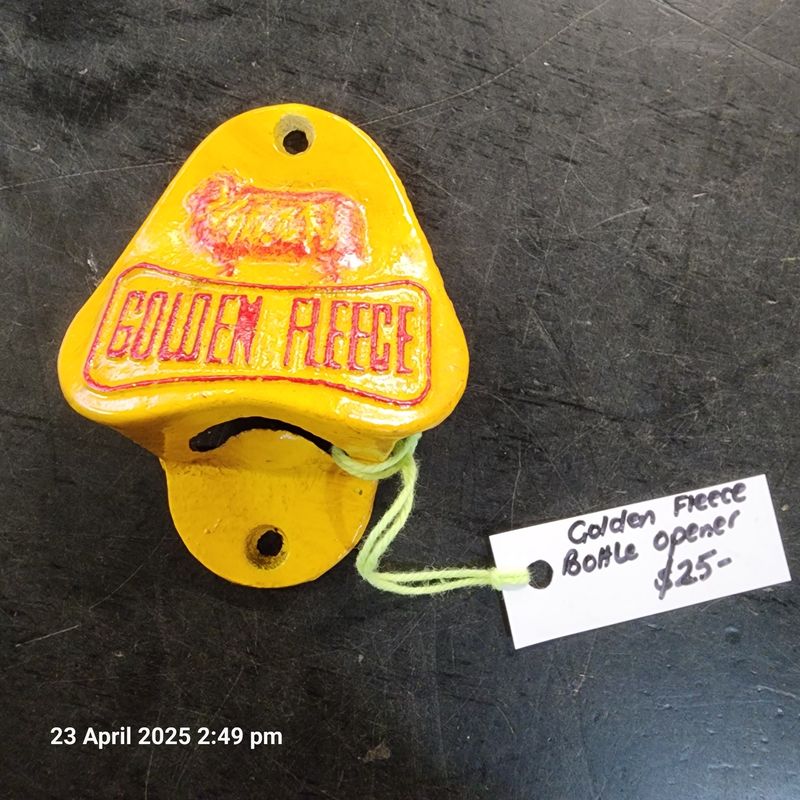 GOLDEN FLEECE
Golden Fleece
Bottle opener
$25-
23 April 2025 2:49 pm